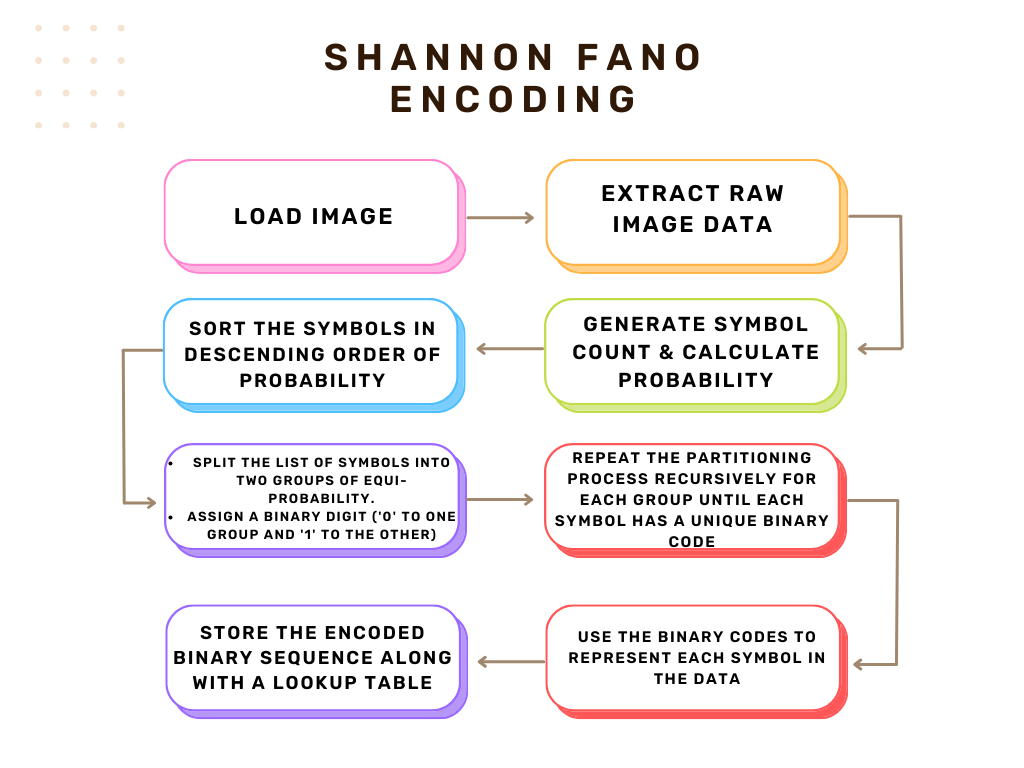 SHANNON FANO
ENCODING
LOAD IMAGE
EXTRACT RAW
IMAGE DATA
GENERATE SYMBOL
COUNT & CALCULATE
PROBABILITY
SORT THE SYMBOLS IN
DESCENDING ORDER OF
PROBABILITY
• SPLIT THE LIST OF SYMBOLS INTO
TWO GROUPS OF EQUI-
PROBABILITY.
• ASSIGN A BINARY DIGIT ('0' TO ONE
GROUP AND '1' TO THE OTHER)
REPEAT THE PARTITIONING
PROCESS RECURSIVELY FOR
EACH GROUP UNTIL EACH
SYMBOL HAS A UNIQUE BINARY
CODE
USE THE BINARY CODES TO
REPRESENT EACH SYMBOL IN
THE DATA
STORE THE ENCODED
BINARY SEQUENCE ALONG
WITH A LOOKUP TABLE